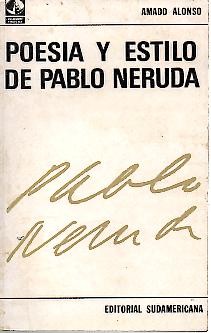 AMADO ALONSO
POESIA Y ESTILO
DE PABLO NERUDA
Pablo
Neruda
EDITORIAL SUDAMERICANA